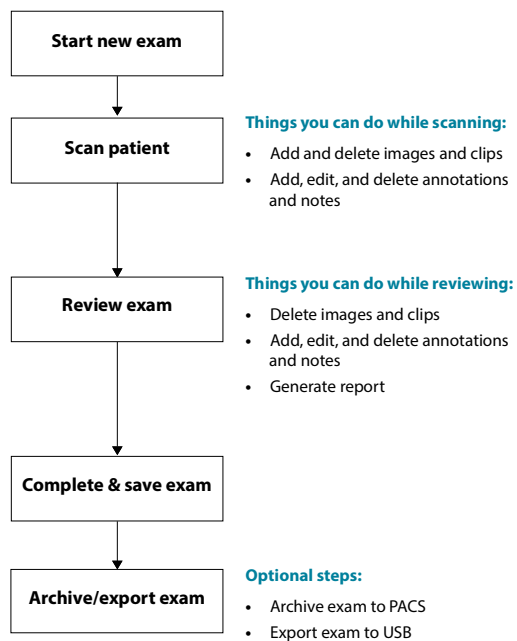 Start new exam
Scan patient
Things you can do while scanning:
• Add and delete images and clips
• Add, edit, and delete annotations
and notes
Review exam
Things you can do while reviewing:
• Delete images and clips
• Add, edit, and delete annotations
and notes
• Generate report
Complete & save exam
Archive/export exam
Optional steps:
• Archive exam to PACS
• Export exam to USB